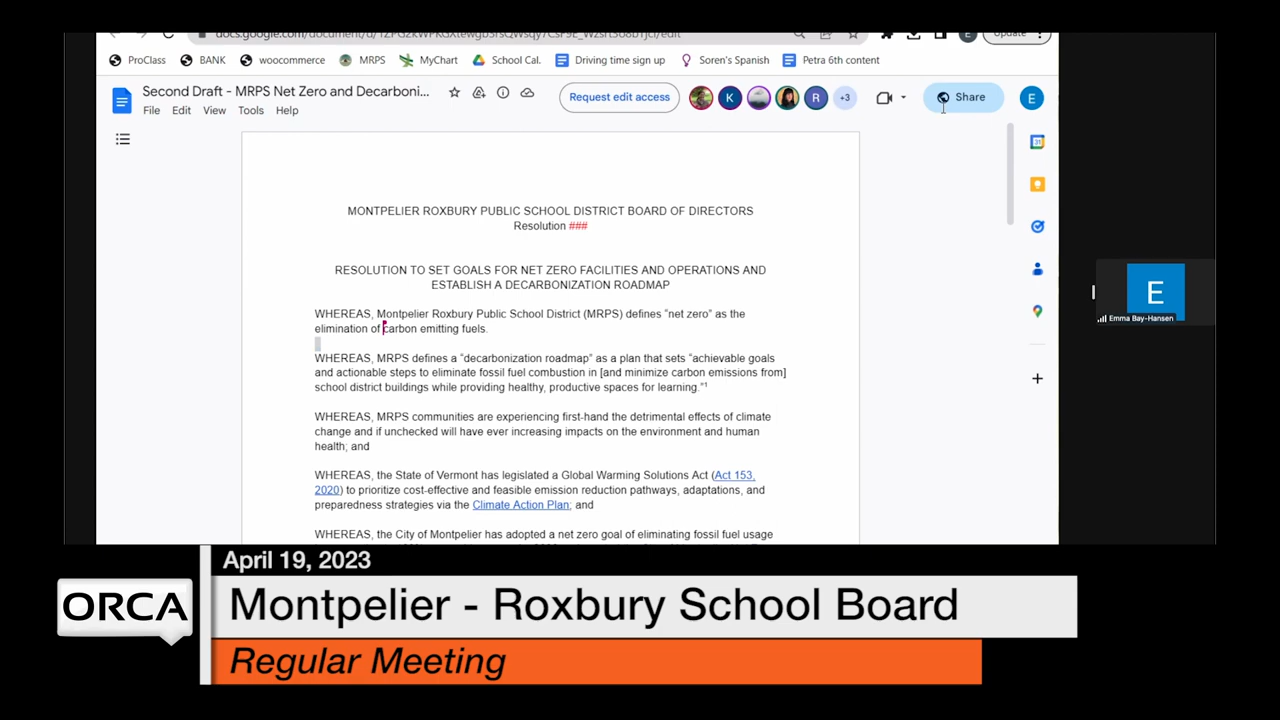 Update
ProClass BANK woocommerce MRPS MyChart School Cal. Driving time sign up Soren's Spanish Petra 6th content
Second Draft - MRPS Net Zero and Decarboni...
Request edit access
K
R
+3
Share
E
File Edit View Tools Help
31
MONTPELIER ROXBURY PUBLIC SCHOOL DISTRICT BOARD OF DIRECTORS
Resolution ###
RESOLUTION TO SET GOALS FOR NET ZERO FACILITIES AND OPERATIONS AND
ESTABLISH A DECARBONIZATION ROADMAP
WHEREAS, Montpelier Roxbury Public School District (MRPS) defines “net zero” as the
elimination of carbon emitting fuels.
WHEREAS, MRPS defines a “decarbonization roadmap” as a plan that sets “achievable goals
and actionable steps to eliminate fossil fuel combustion in [and minimize carbon emissions from]
school district buildings while providing healthy, productive spaces for learning.”1
WHEREAS, MRPS communities are experiencing first-hand the detrimental effects of climate
change and if unchecked will have ever increasing impacts on the environment and human
health; and
WHEREAS, the State of Vermont has legislated a Global Warming Solutions Act (Act 153,
2020) to prioritize cost-effective and feasible emission reduction pathways, adaptations, and
preparedness strategies via the Climate Action Plan; and
WHEREAS, the City of Montpelier has adopted a net zero goal of eliminating fossil fuel usage
E
Emma Bay-Hansen
April 19, 2023
ORCA
Montpelier - Roxbury School Board
Regular Meeting